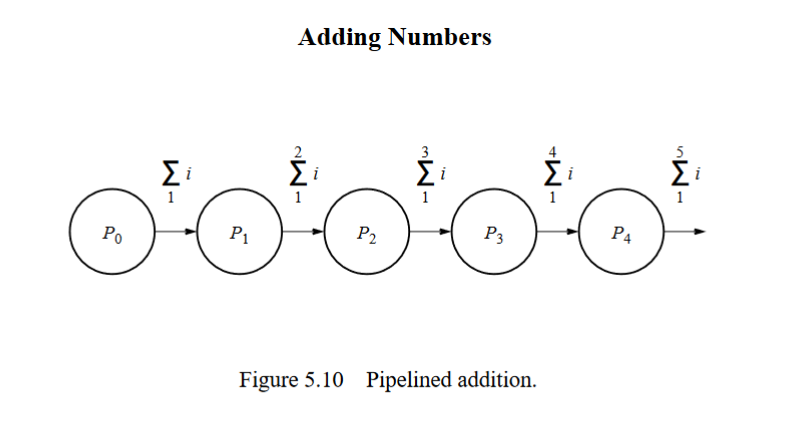 Adding Numbers
2 3 4 5
∑ i ∑ i ∑ i ∑ i ∑ i
1 1 1 1 1
P₀ P₁ P₂ P₃ P₄
Figure 5.10 Pipelined addition.